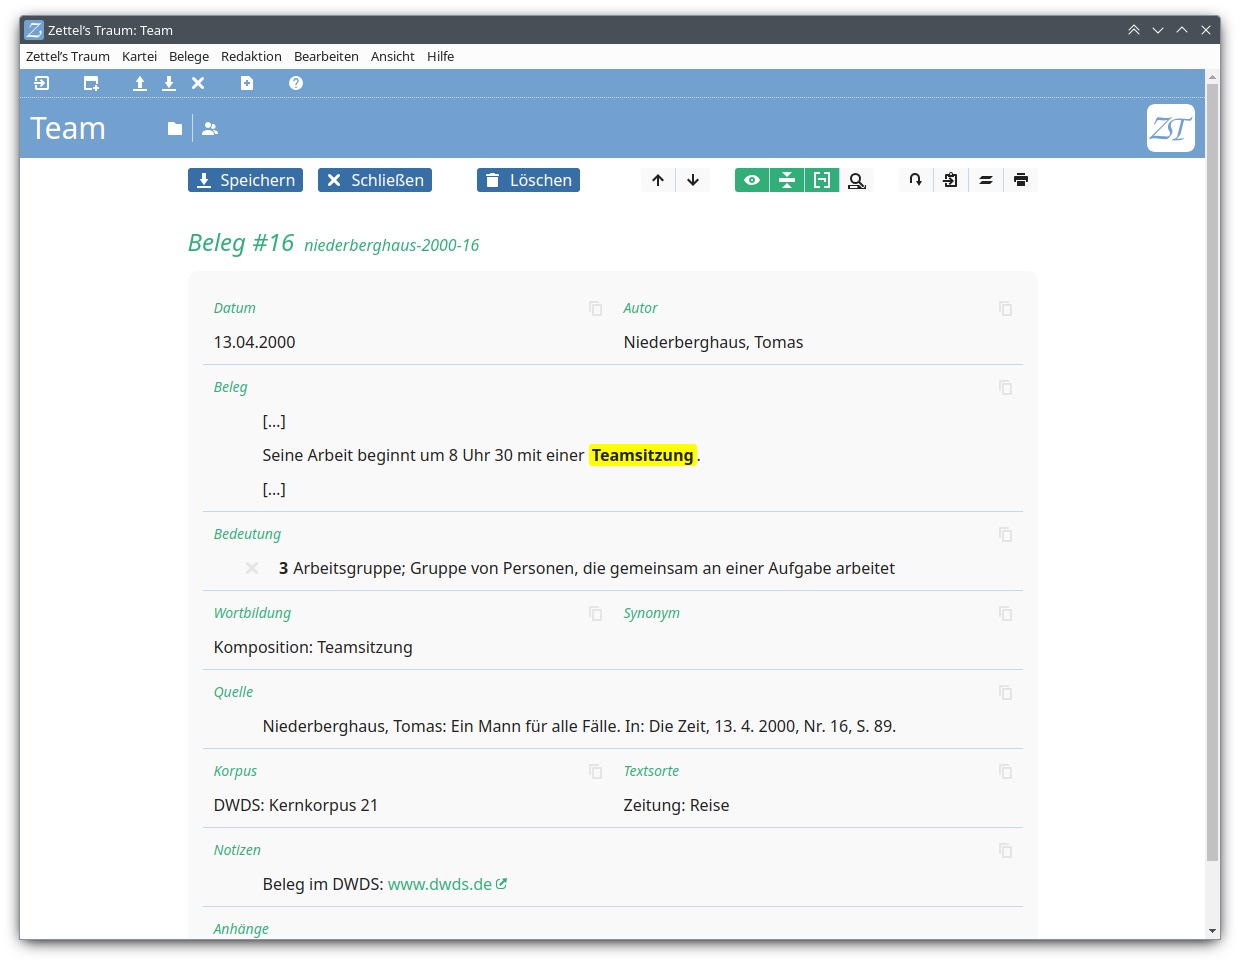 Zettel’s Traum: Team
Zettel’s Traum Kartei Belege Redaktion Bearbeiten Ansicht Hilfe
Team
ZT
Speichern Schließen Löschen
Beleg #16 niederberghaus-2000-16
Datum Autor
13.04.2000 Niederberghaus, Tomas
Beleg
[…]
Seine Arbeit beginnt um 8 Uhr 30 mit einer Teamsitzung.
[…]
Bedeutung
3 Arbeitsgruppe; Gruppe von Personen, die gemeinsam an einer Aufgabe arbeitet
Wortbildung Synonym
Komposition: Teamsitzung
Quelle
Niederberghaus, Tomas: Ein Mann für alle Fälle. In: Die Zeit, 13. 4. 2000, Nr. 16, S. 89.
Korpus Textsorte
DWDS: Kernkorpus 21 Zeitung: Reise
Notizen
Beleg im DWDS: www.dwds.de
Anhänge